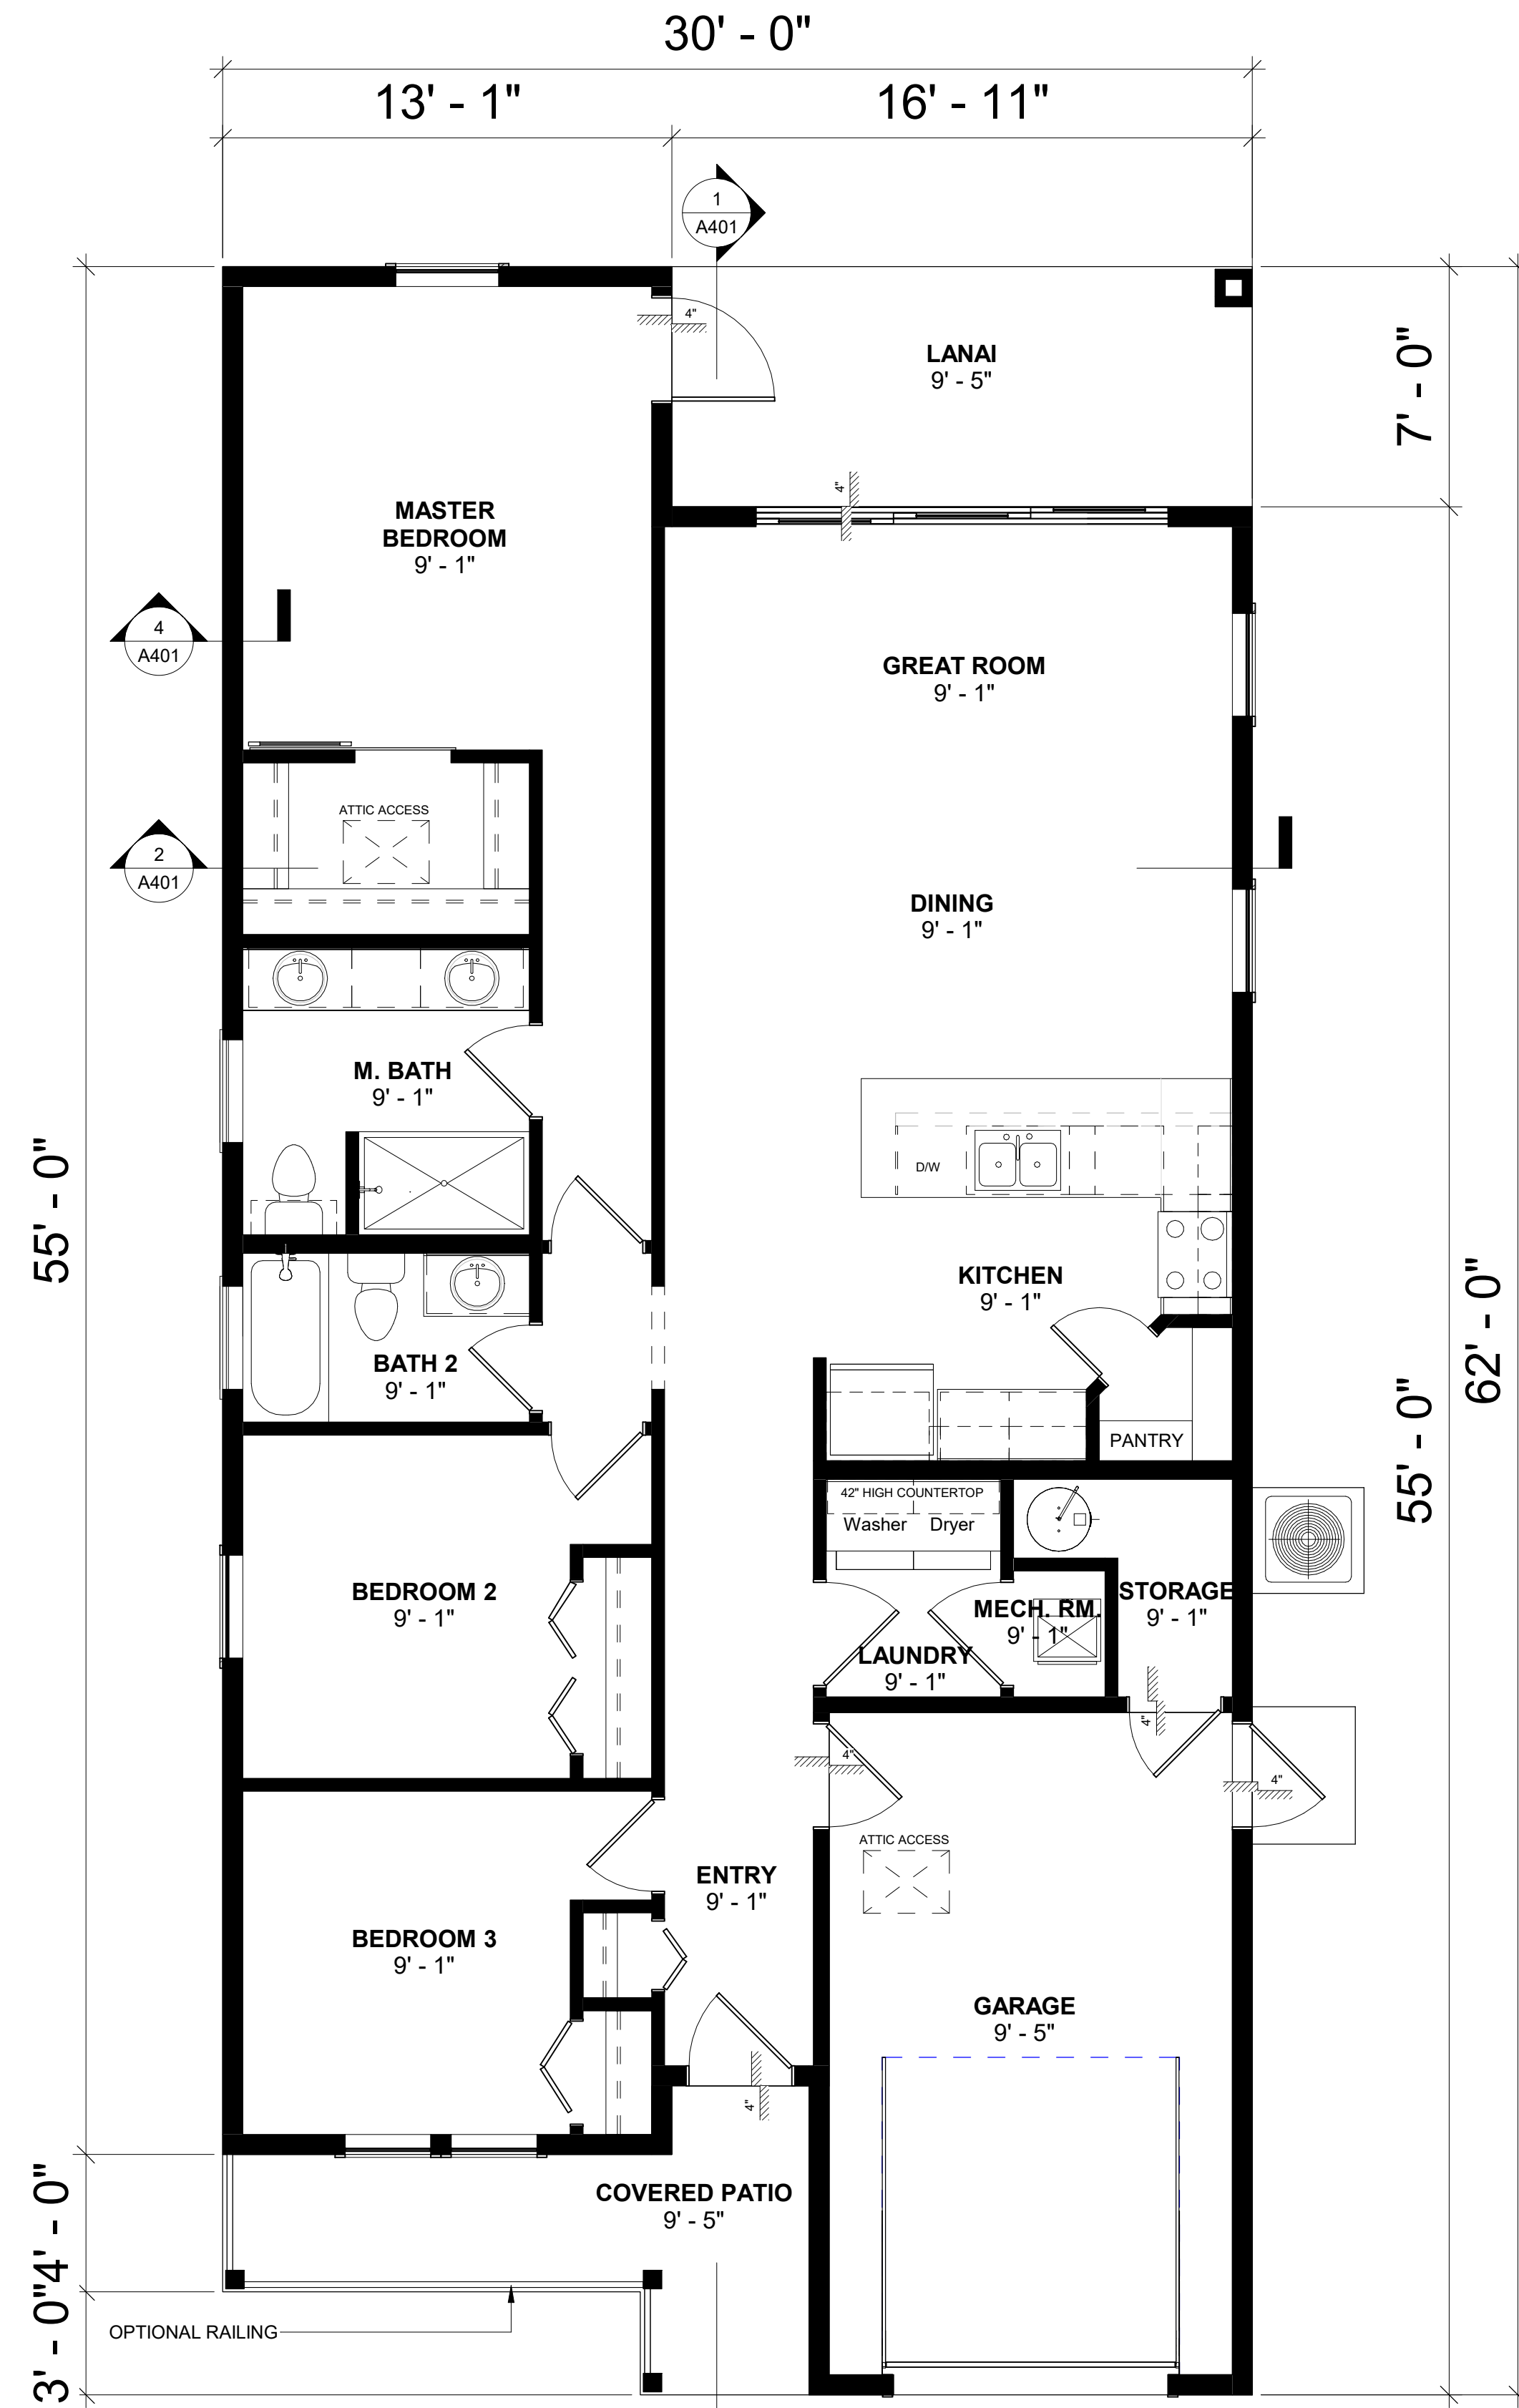 30' - 0"
13' - 1"
16' - 11"
1
A401
4"
LANAI
9' - 5"
7' - 0"
4"
MASTER
BEDROOM
9' - 1"
4
A401
GREAT ROOM
9' - 1"
ATTIC ACCESS
2
A401
DINING
9' - 1"
M. BATH
9' - 1"
55' - 0"
D/W
KITCHEN
9' - 1"
62' - 0"
BATH 2
9' - 1"
55' - 0"
PANTRY
42" HIGH COUNTERTOP
Washer
Dryer
BEDROOM 2
9' - 1"
MECH. RM.
9' - 1"
STORAGE
9' - 1"
LAUNDRY
9' - 1"
4"
4"
4"
ATTIC ACCESS
ENTRY
9' - 1"
BEDROOM 3
9' - 1"
GARAGE
9' - 5"
4"
COVERED PATIO
9' - 5"
4' - 0"
OPTIONAL RAILING
3' - 0"